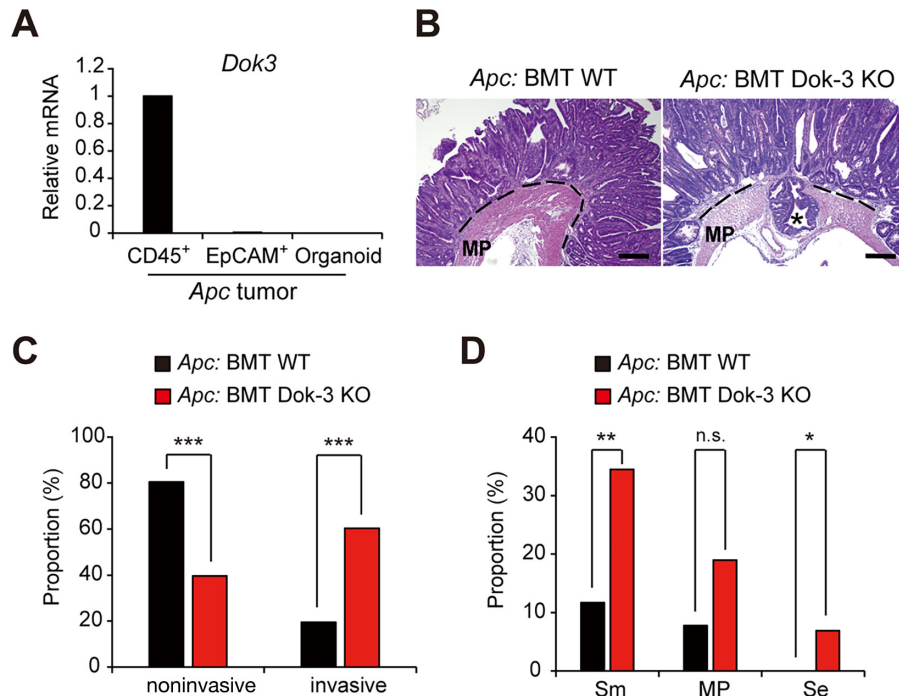 A
Dok3
Relative mRNA
1.2
1
0.8
0.6
0.4
0.2
0
CD45+ EpCAM+ Organoid
Apc tumor
B
Apc: BMT WT
Apc: BMT Dok-3 KO
MP
MP
*
C
Apc: BMT WT
Apc: BMT Dok-3 KO
Proportion (%)
100
80
60
40
20
0
***
***
noninvasive
invasive
D
Apc: BMT WT
Apc: BMT Dok-3 KO
Proportion (%)
40
30
20
10
0
**
n.s.
*
Sm
MP
Se